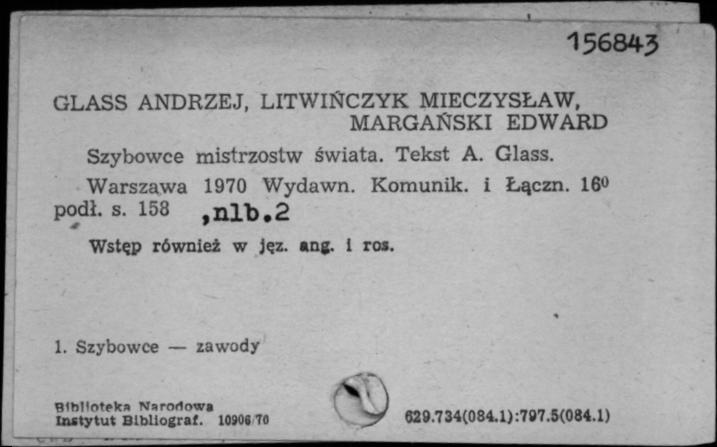 156843
GLASS ANDRZEJ, LITWIŃCZYK MIECZYSŁAW,
MARGAŃSKI EDWARD
Szybowce mistrzostw świata. Tekst A. Glass.
Warszawa 1970 Wydawn. Komunik. i Łączn. 16⁰
podł. s. 158 ,nlb.2
Wstęp również w jęz. ang. i ros.
1. Szybowce — zawody
Biblioteka Narodowa
Instytut Bibliograf. 10906/70
629.734(084.1):797.5(084.1)